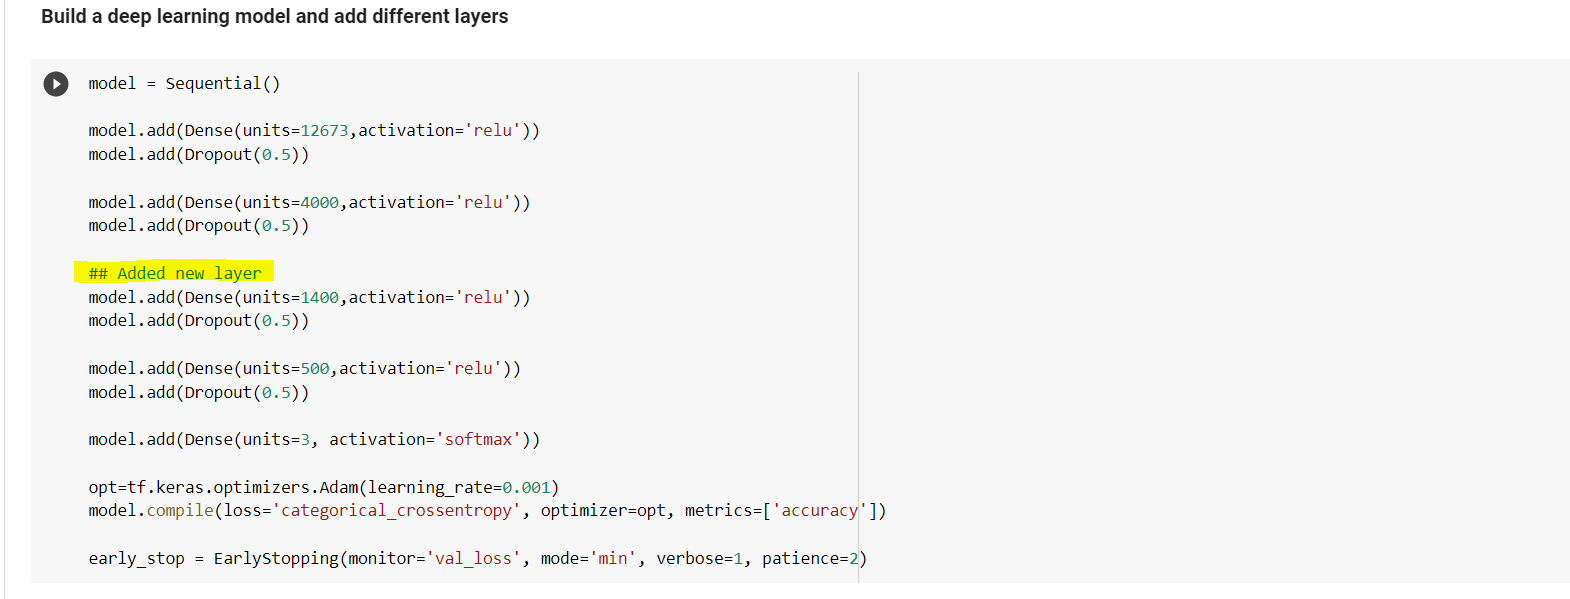 Build a deep learning model and add different layers
model = Sequential()
model.add(Dense(units=12673,activation='relu'))
model.add(Dropout(0.5))
model.add(Dense(units=4000,activation='relu'))
model.add(Dropout(0.5))
## Added new layer
model.add(Dense(units=1400,activation='relu'))
model.add(Dropout(0.5))
model.add(Dense(units=500,activation='relu'))
model.add(Dropout(0.5))
model.add(Dense(units=3, activation='softmax'))
opt=tf.keras.optimizers.Adam(learning_rate=0.001)
model.compile(loss='categorical_crossentropy', optimizer=opt, metrics=['accuracy'])
early_stop = EarlyStopping(monitor='val_loss', mode='min', verbose=1, patience=2)